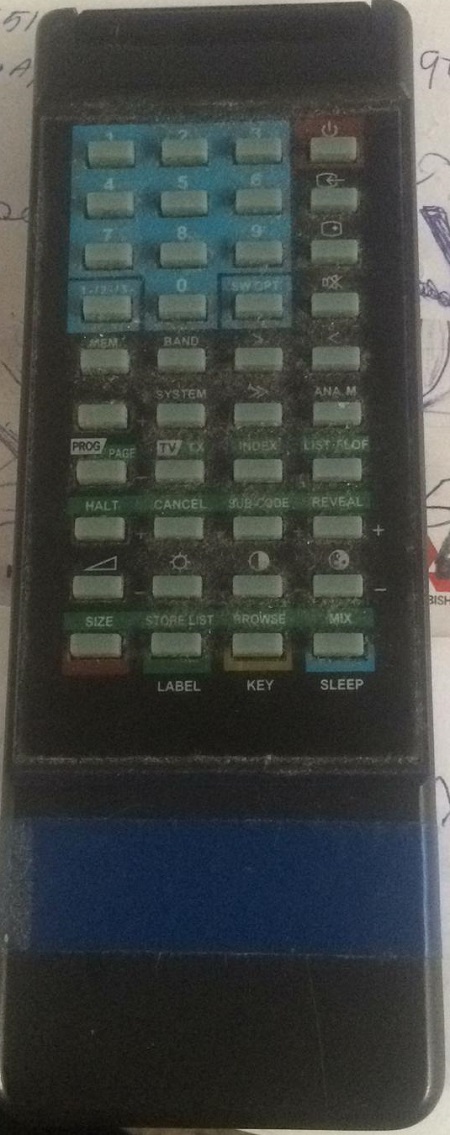 1 2 3
4 5 6
7 8 9
-/--/--- 0 SW OPT
MEM BAND > <
SYSTEM >> ANA.M
PROG PAGE TV TX INDEX LIST-FLOF
HALT CANCEL SUB-CODE REVEAL
+ +
- -
SIZE STORE LIST BROWSE MIX
LABEL KEY SLEEP